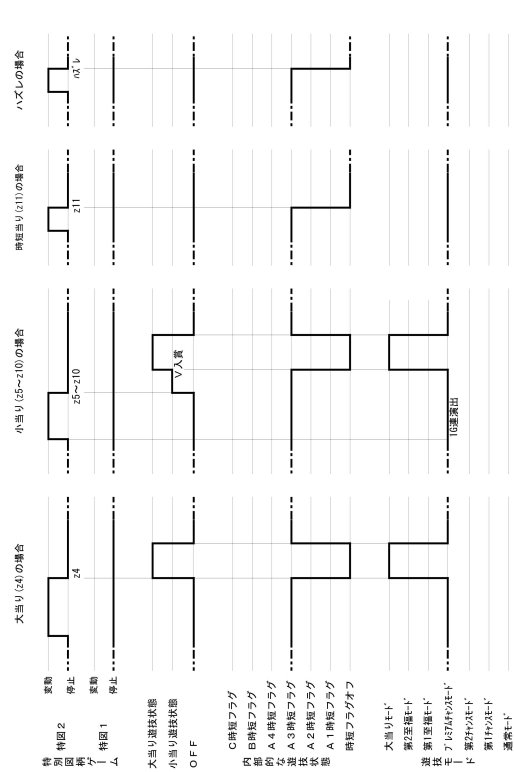 大当り(z4)の場合
小当り(z5～z10)の場合
時短当り(z11)の場合
ハズレの場合
特別図柄ゲーム
特図２
変動
停止
特図１
変動
停止
z4
z5～z10
z11
ﾊｽﾞﾚ
大当り遊技状態
小当り遊技状態
ＯＦＦ
Ｖ入賞
内部的な遊技状態
Ｃ時短フラグ
Ｂ時短フラグ
Ａ４時短フラグ
Ａ３時短フラグ
Ａ２時短フラグ
Ａ１時短フラグ
時短フラグオフ
遊技モード
大当りﾓｰﾄﾞ
第2至福ﾓｰﾄﾞ
第1至福ﾓｰﾄﾞ
ﾌﾟﾚﾐｱﾑﾁｬﾝｽﾓｰﾄﾞ
第2ﾁｬﾝｽﾓｰﾄﾞ
第1ﾁｬﾝｽﾓｰﾄﾞ
通常ﾓｰﾄﾞ
1G連演出